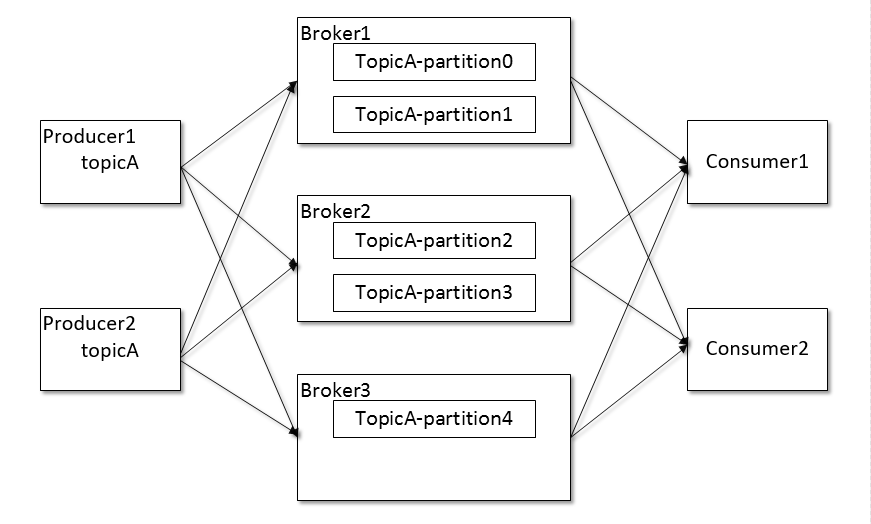 Broker1
TopicA-partition0
TopicA-partition1
Producer1
topicA
Consumer1
Broker2
TopicA-partition2
TopicA-partition3
Producer2
topicA
Consumer2
Broker3
TopicA-partition4